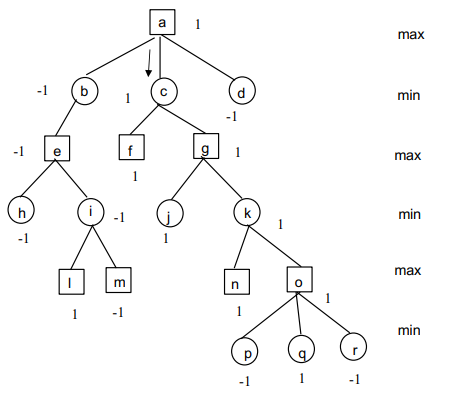 a 1 max
-1 b 1 c d -1 min
-1 e f 1 g 1 max
h -1 i -1 j 1 k 1 min
l 1 m -1 n 1 o 1 max
p -1 q 1 r -1 min